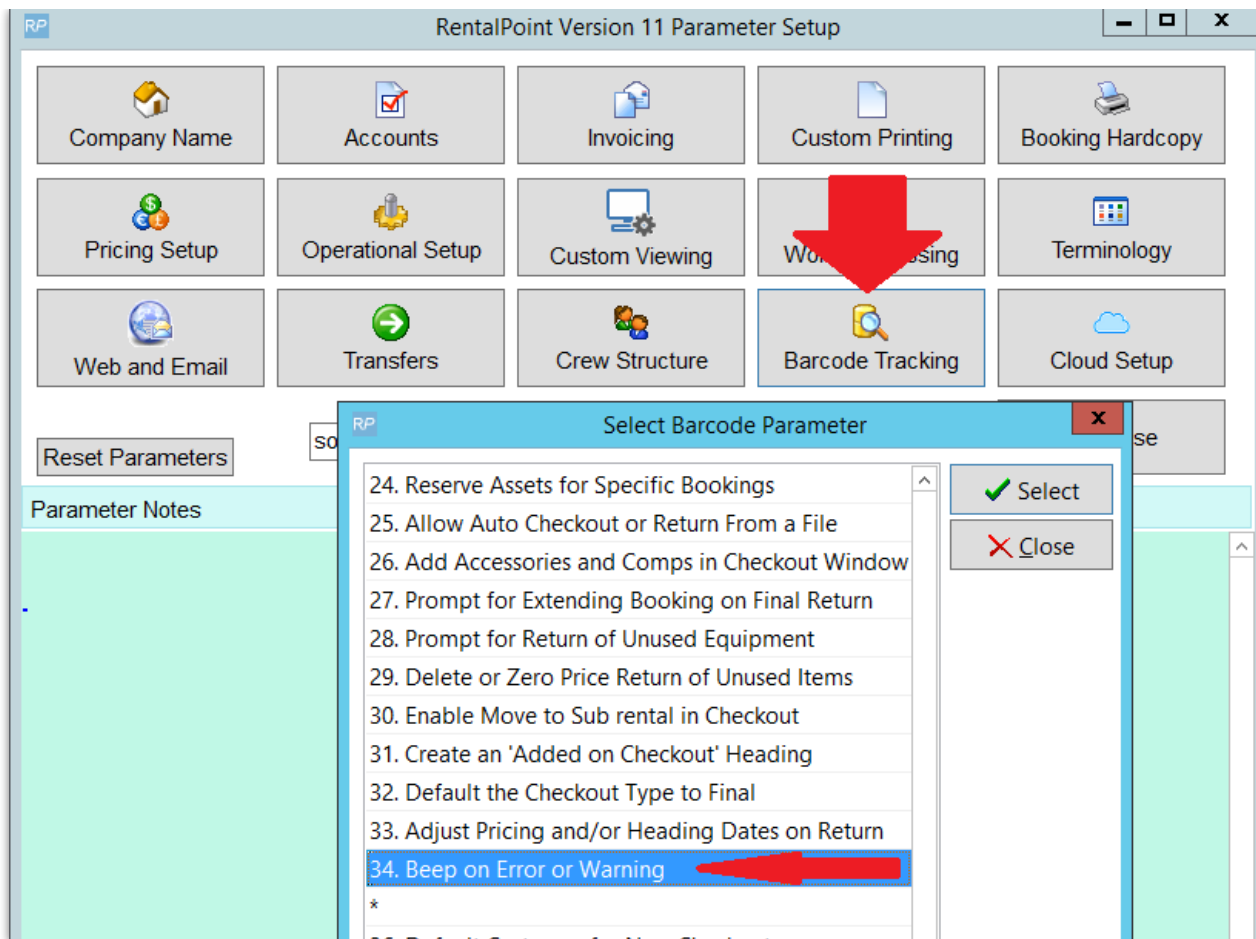 RP RentalPoint Version 11 Parameter Setup x
Company Name Accounts Invoicing Custom Printing Booking Hardcopy
Pricing Setup Operational Setup Custom Viewing Terminology
Web and Email Transfers Crew Structure Barcode Tracking Cloud Setup
Reset Parameters so
Parameter Notes
RP Select Barcode Parameter x
24. Reserve Assets for Specific Bookings
25. Allow Auto Checkout or Return From a File
26. Add Accessories and Comps in Checkout Window
27. Prompt for Extending Booking on Final Return
28. Prompt for Return of Unused Equipment
29. Delete or Zero Price Return of Unused Items
30. Enable Move to Sub rental in Checkout
31. Create an 'Added on Checkout' Heading
32. Default the Checkout Type to Final
33. Adjust Pricing and/or Heading Dates on Return
34. Beep on Error or Warning
*
Select
Close
se